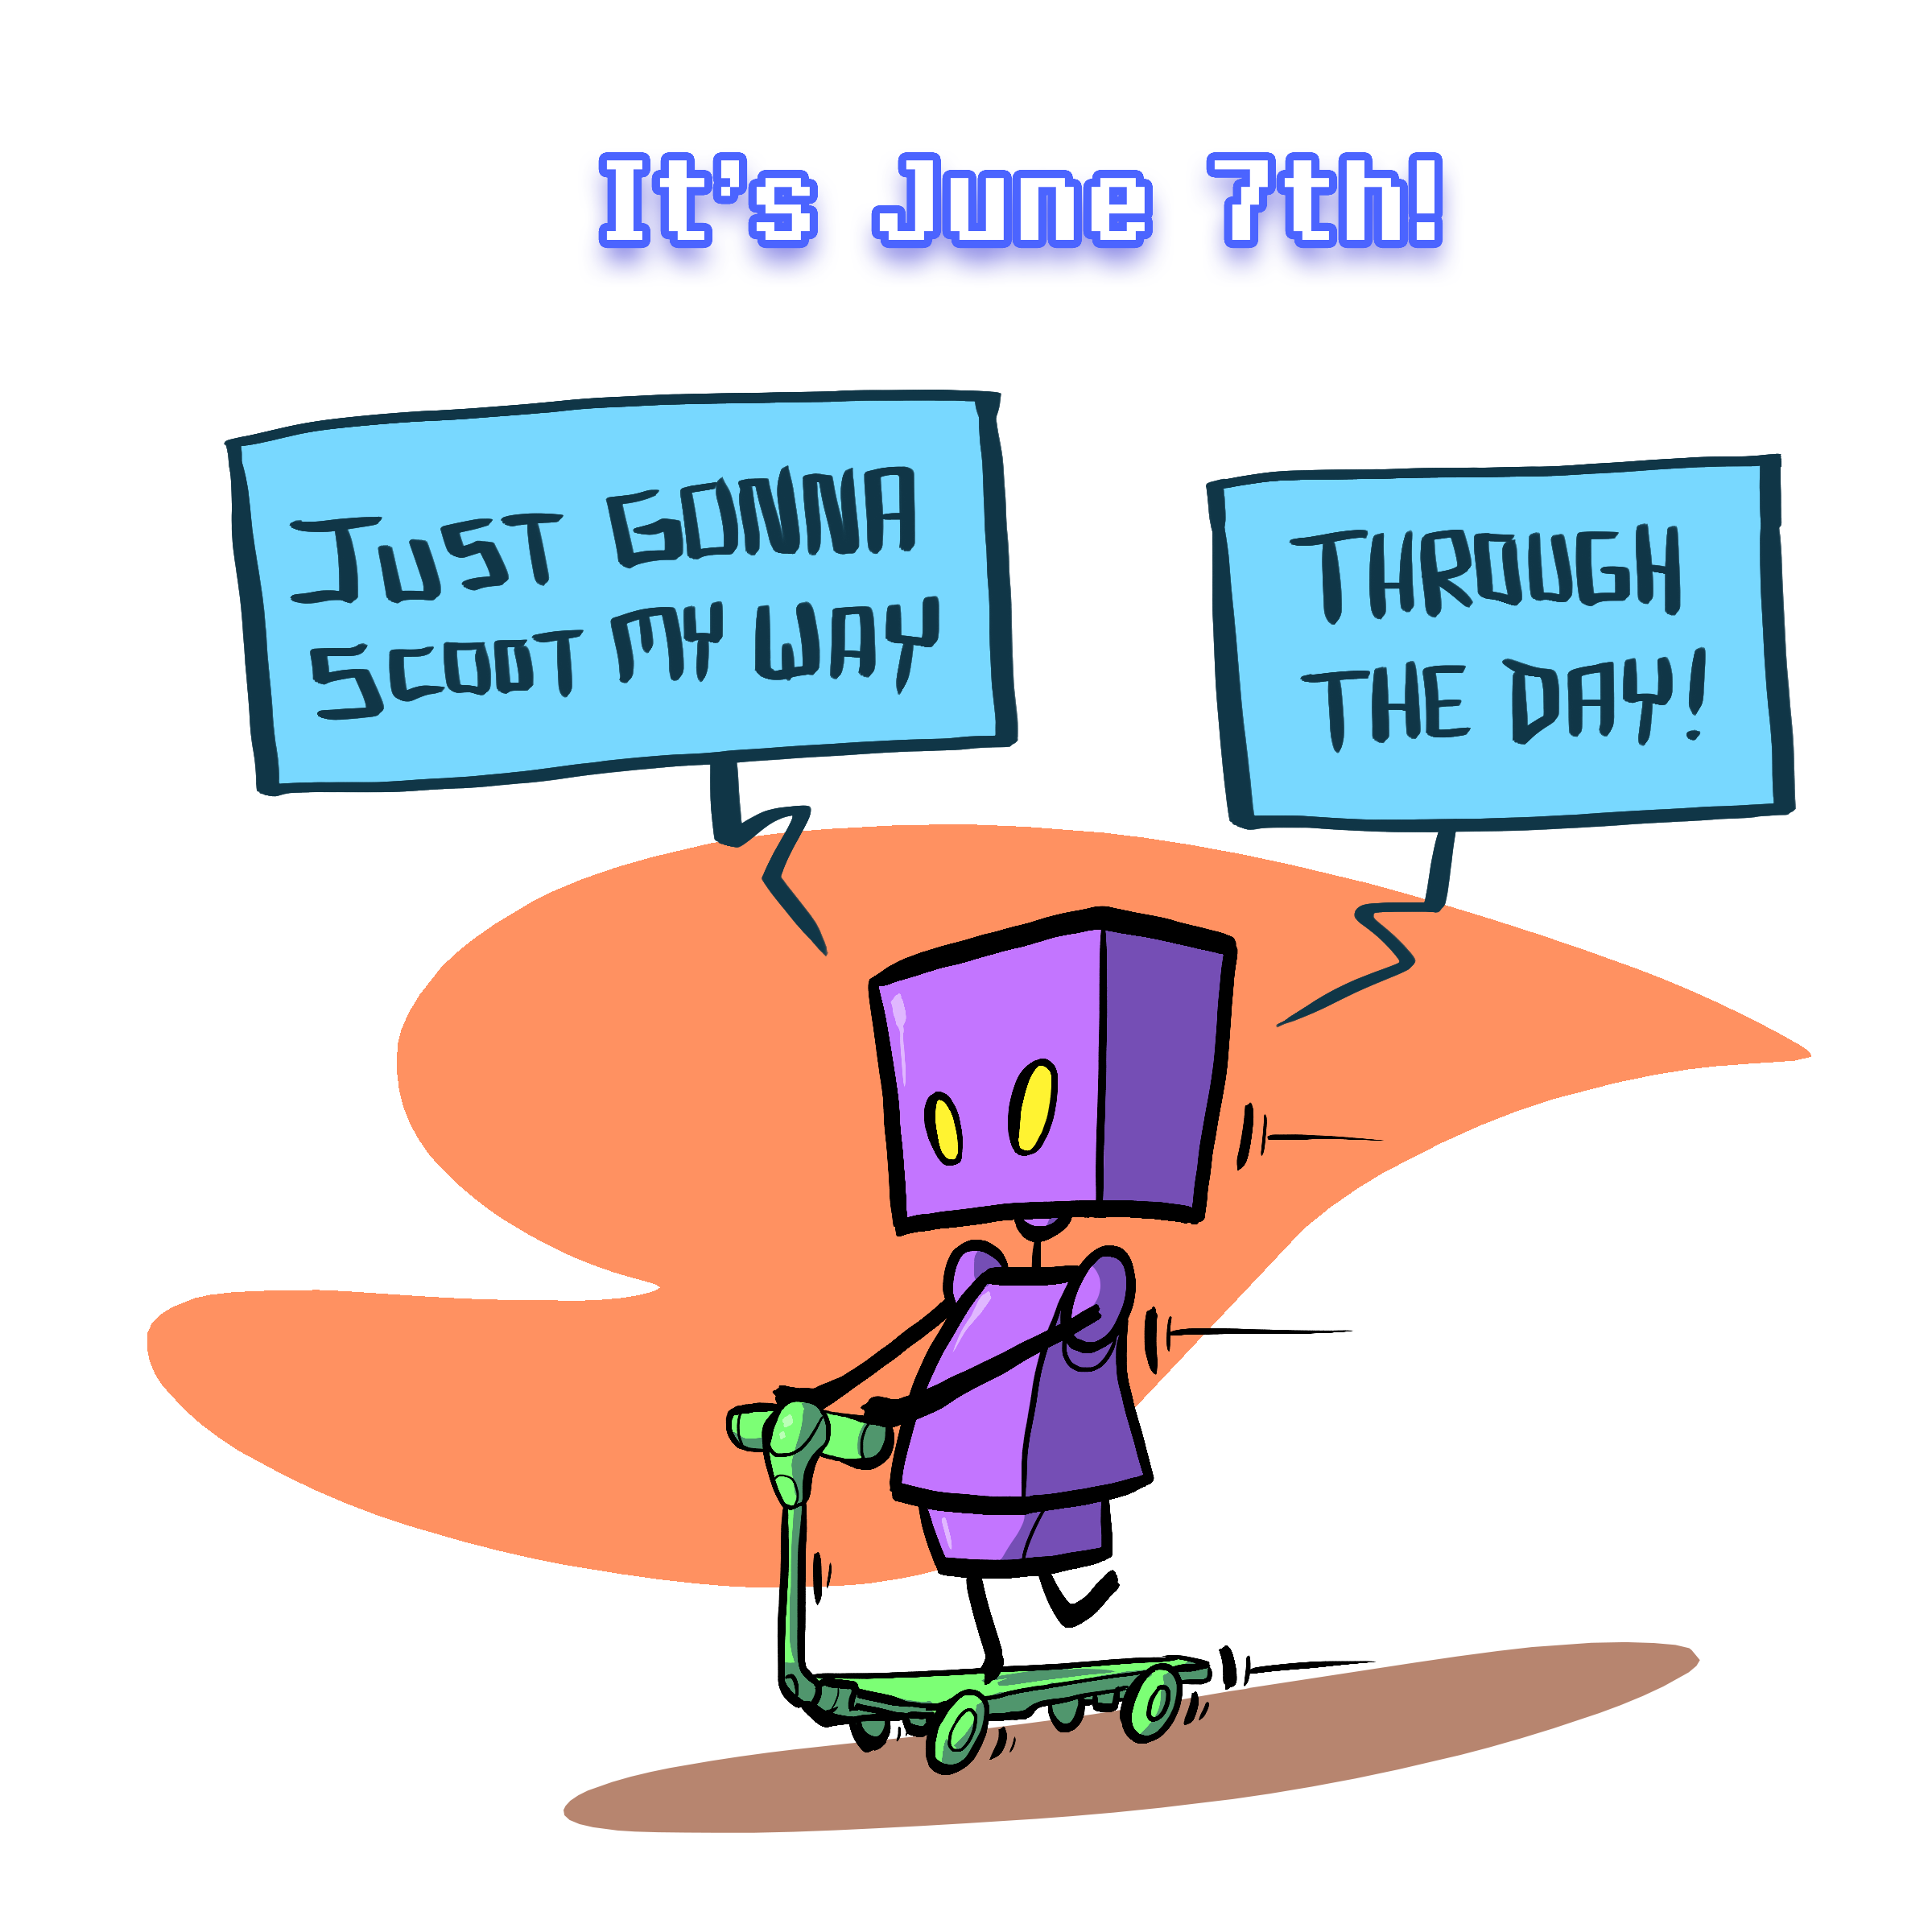 It's June 7th!
JUST GONNA
SCOOT MY WAY
THROUGH
THE DAY!